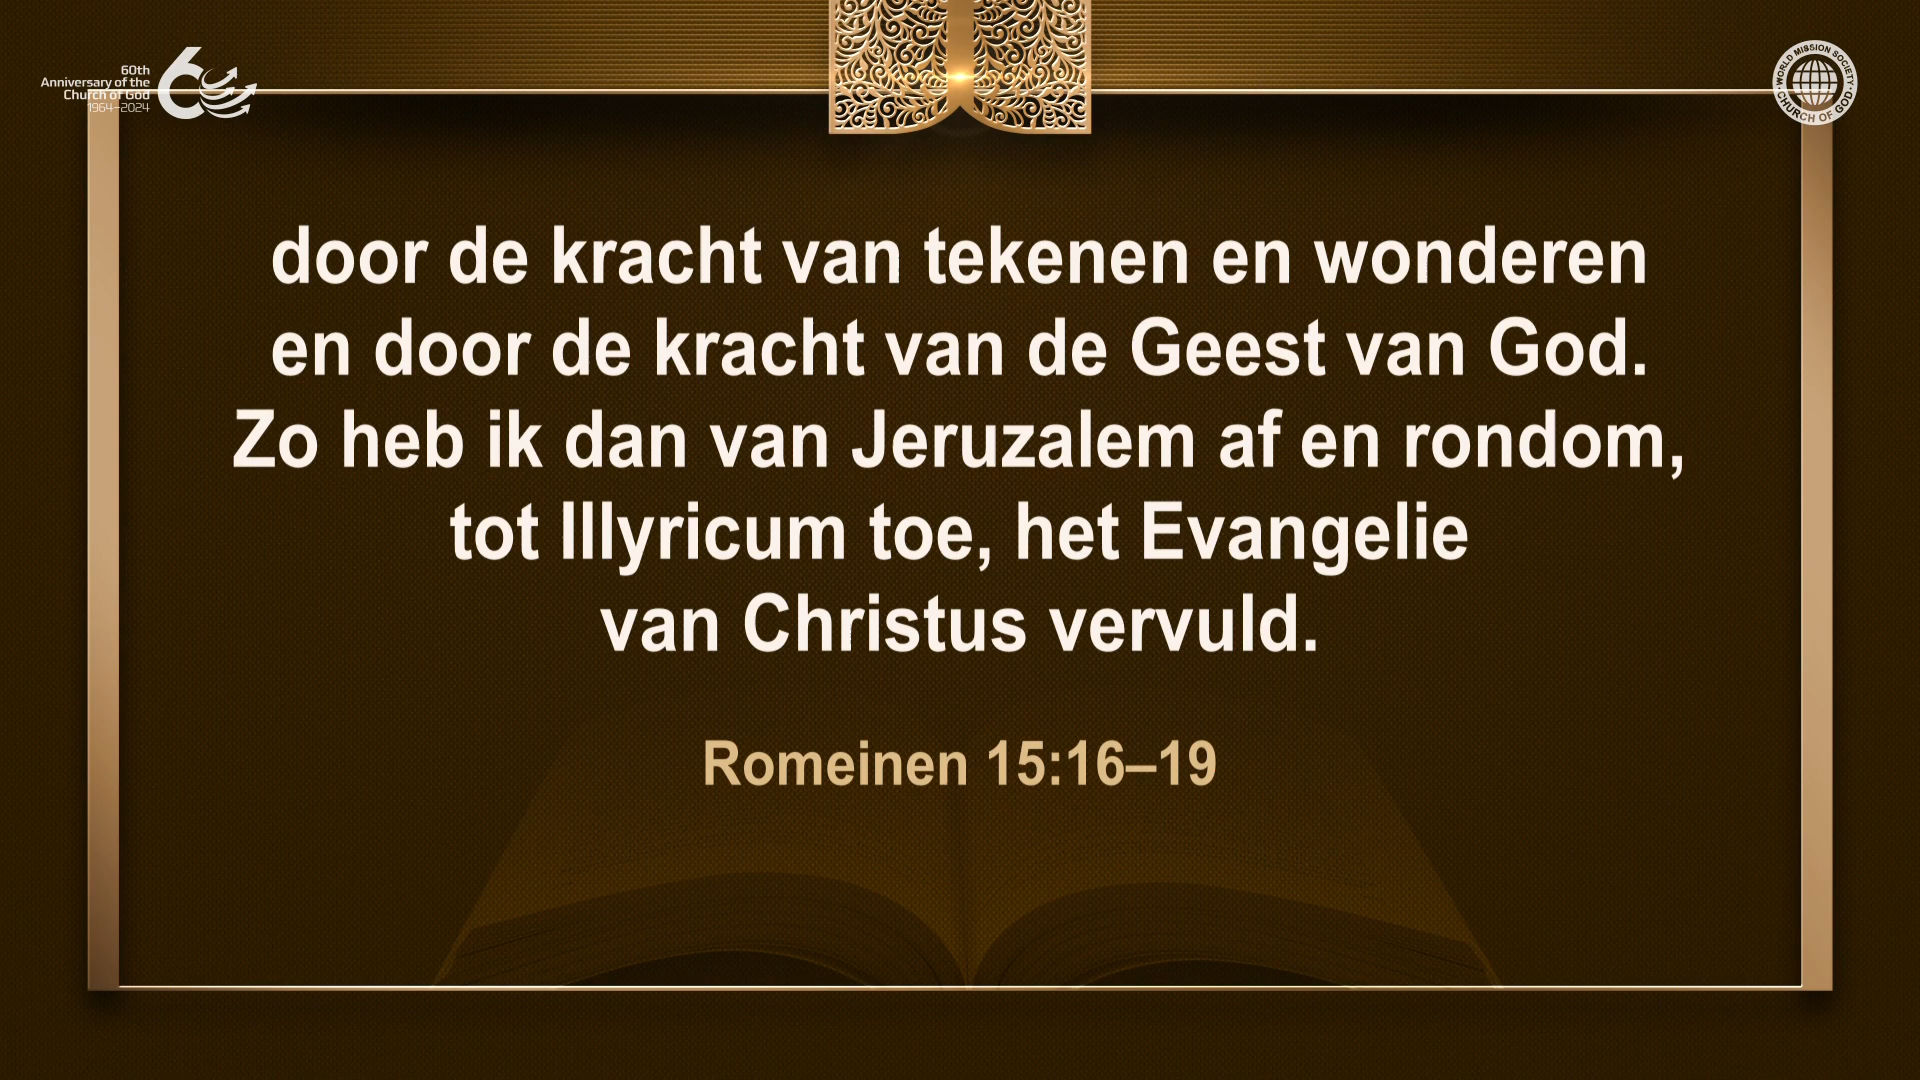 60th
Anniversary of the
Church of God
1964–2024
WORLD MISSION SOCIETY
CHURCH OF GOD
door de kracht van tekenen en wonderen
en door de kracht van de Geest van God.
Zo heb ik dan van Jeruzalem af en rondom,
tot Illyricum toe, het Evangelie
van Christus vervuld.
Romeinen 15:16–19